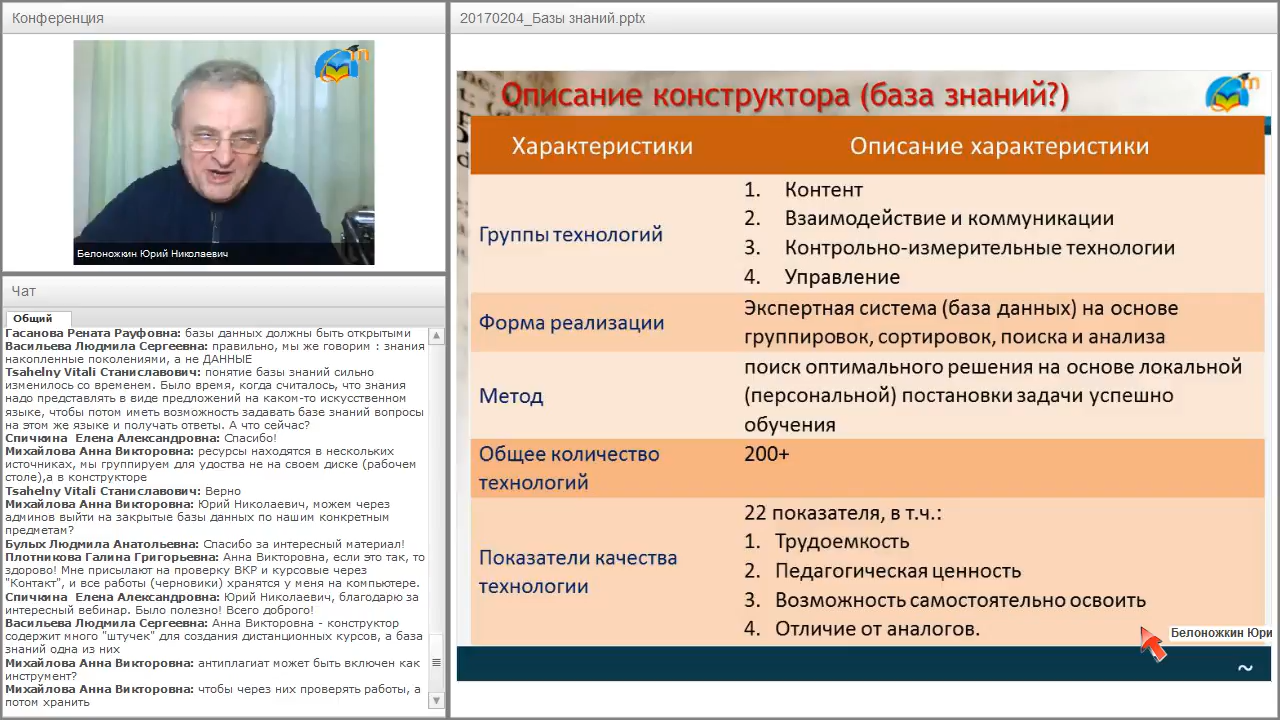 Конференция
Белоножкин Юрий Николаевич
Чат
Общий
Гасанова Рената Рауфовна: базы данных должны быть открытыми
Васильева Людмила Сергеевна: правильно, мы же говорим : знания
накопленные поколениями, а не ДАННЫЕ
Tsahelny Vitali Станиславович: понятие базы знаний сильно
изменилось со временем. Было время, когда считалось, что знания
надо представлять в виде предложений на каком-то искусственном
языке, чтобы потом иметь возможность задавать базе знаний вопросы
на этом же языке и получать ответы. А что сейчас?
Спичкина Елена Александровна: Спасибо!
Михайлова Анна Викторовна: ресурсы находятся в нескольких
источниках, мы группируем для удоства не на своем диске (рабочем
столе),а в конструкторе
Tsahelny Vitali Станиславович: Верно
Михайлова Анна Викторовна: Юрий Николаевич, можем через
админов выйти на закрытые базы данных по нашим конкретным
предметам?
Булых Людмила Анатольевна: Спасибо за интересный материал!
Плотникова Галина Григорьевна: Анна Викторовна, если это так, то
здорово! Мне присылают на проверку ВКР и курсовые через
"Контакт", и все работы (черновики) хранятся у меня на компьютере.
Спичкина Елена Александровна: Юрий Николаевич, благодарю за
интересный вебинар. Было полезно! Всего доброго!
Васильева Людмила Сергеевна: Анна Викторовна - конструктор
содержит много "штучек" для создания дистанционных курсов, а база
знаний одна из них
Михайлова Анна Викторовна: антиплагиат может быть включен как
инструмент?
Михайлова Анна Викторовна: чтобы через них проверять работы, а
потом хранить
20170204_Базы знаний.pptx
Описание конструктора (база знаний?)
Характеристики
Описание характеристики
Группы технологий
1. Контент
2. Взаимодействие и коммуникации
3. Контрольно-измерительные технологии
4. Управление
Форма реализации
Экспертная система (база данных) на основе
группировок, сортировок, поиска и анализа
Метод
поиск оптимального решения на основе локальной
(персональной) постановки задачи успешно
обучения
Общее количество
технологий
200+
Показатели качества
технологии
22 показателя, в т.ч.:
1. Трудоемкость
2. Педагогическая ценность
3. Возможность самостоятельно освоить
4. Отличие от аналогов.
Белоножкин Юри
~